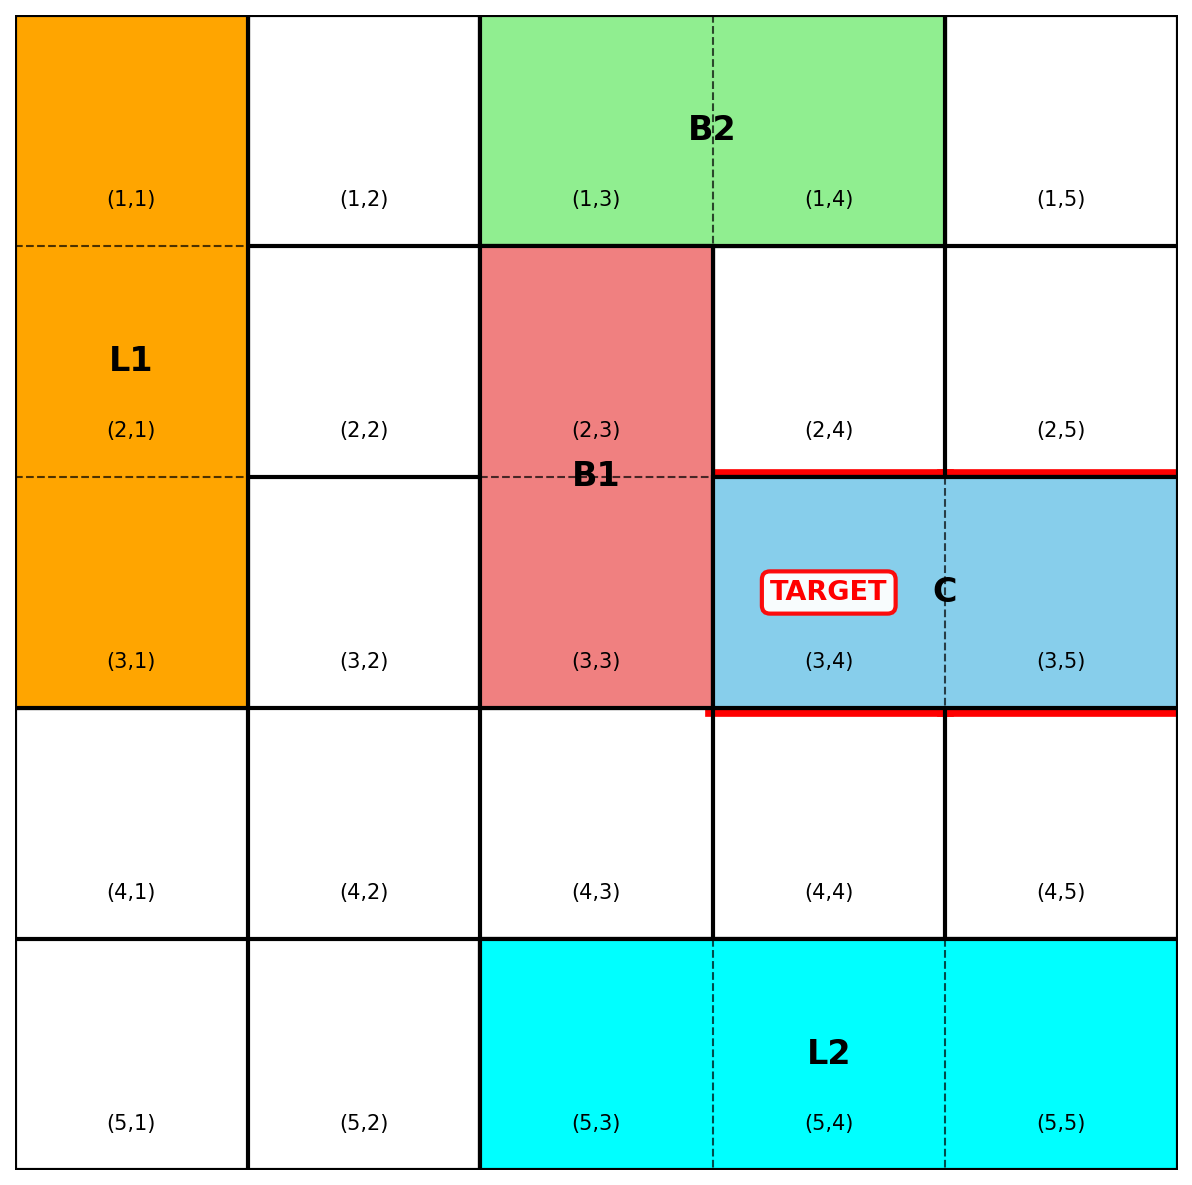 B2
(1,1) (1,2) (1,3) (1,4) (1,5)
L1
(2,1) (2,2) (2,3) (2,4) (2,5)
B1
TARGET C
(3,1) (3,2) (3,3) (3,4) (3,5)
(4,1) (4,2) (4,3) (4,4) (4,5)
L2
(5,1) (5,2) (5,3) (5,4) (5,5)